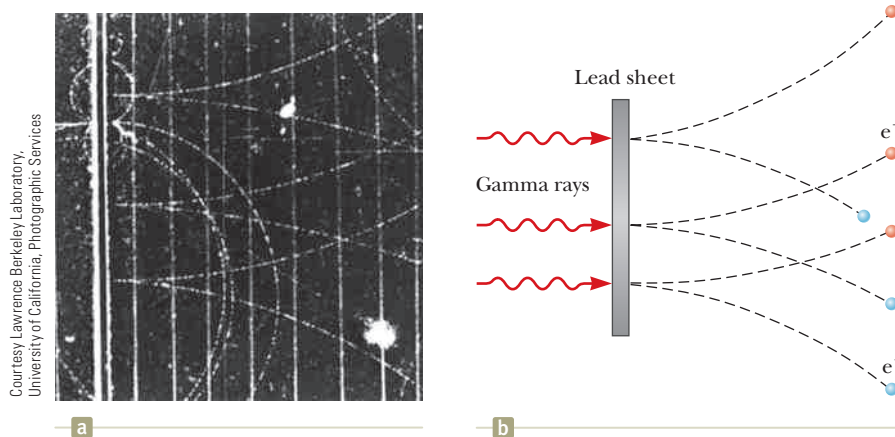 Courtesy Lawrence Berkeley Laboratory,
University of California, Photographic Services
Lead sheet
Gamma rays
e
e
a
b